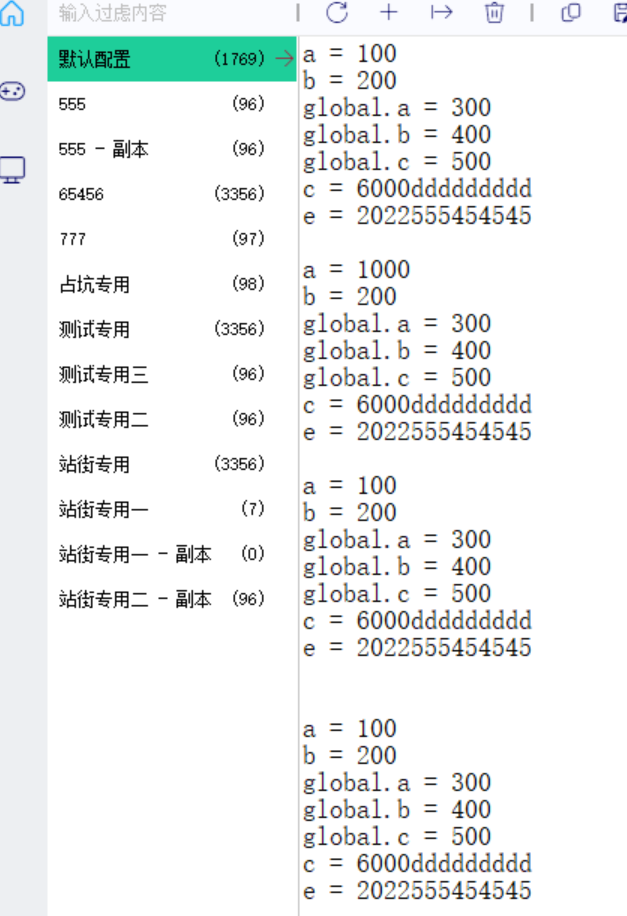 输入过虑内容
默认配置 (1769)
555 (96)
555 - 副本 (96)
65456 (3356)
777 (97)
占坑专用 (98)
测试专用 (3356)
测试专用三 (96)
测试专用二 (96)
站街专用 (3356)
站街专用一 (7)
站街专用一 - 副本 (0)
站街专用二 - 副本 (96)
a = 100
b = 200
global.a = 300
global.b = 400
global.c = 500
c = 6000ddddddddd
e = 2022555454545
a = 1000
b = 200
global.a = 300
global.b = 400
global.c = 500
c = 6000ddddddddd
e = 2022555454545
a = 100
b = 200
global.a = 300
global.b = 400
global.c = 500
c = 6000ddddddddd
e = 2022555454545
a = 100
b = 200
global.a = 300
global.b = 400
global.c = 500
c = 6000ddddddddd
e = 2022555454545